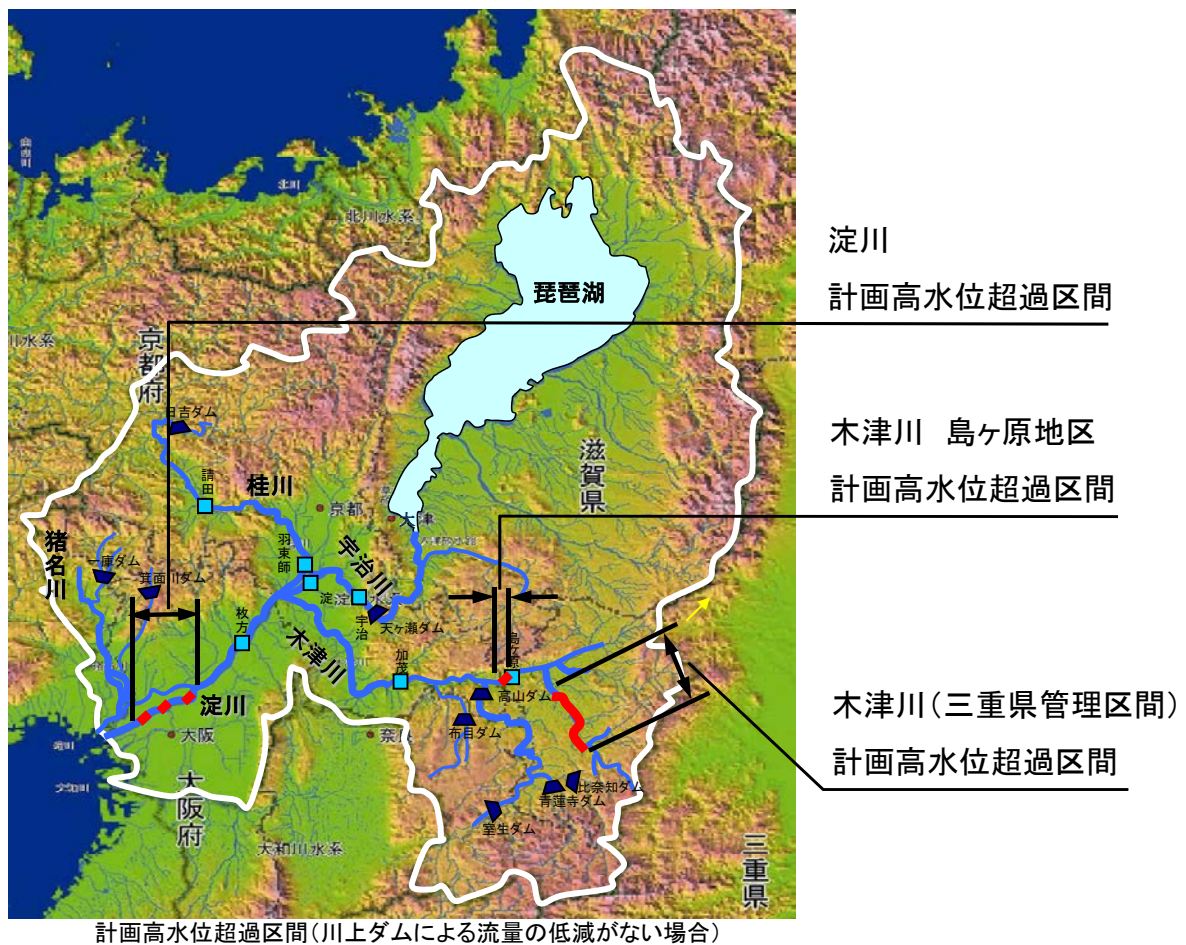 北川水系
川水系
琵琶湖
京都府
日吉ダム
滋賀県
請田
桂川
京都
大津
羽束師
猪名川
一庫ダム
箕面川ダム
宇治川
淀
宇治
天ヶ瀬ダム
枚方
木津川
加茂
島ヶ原
高山ダム
淀川
大阪
奈良
布目ダム
大阪府
比奈知ダム
青蓮寺ダム
室生ダム
大和川水系
三重県
淀川
計画高水位超過区間
木津川 島ヶ原地区
計画高水位超過区間
木津川(三重県管理区間)
計画高水位超過区間
計画高水位超過区間(川上ダムによる流量の低減がない場合)